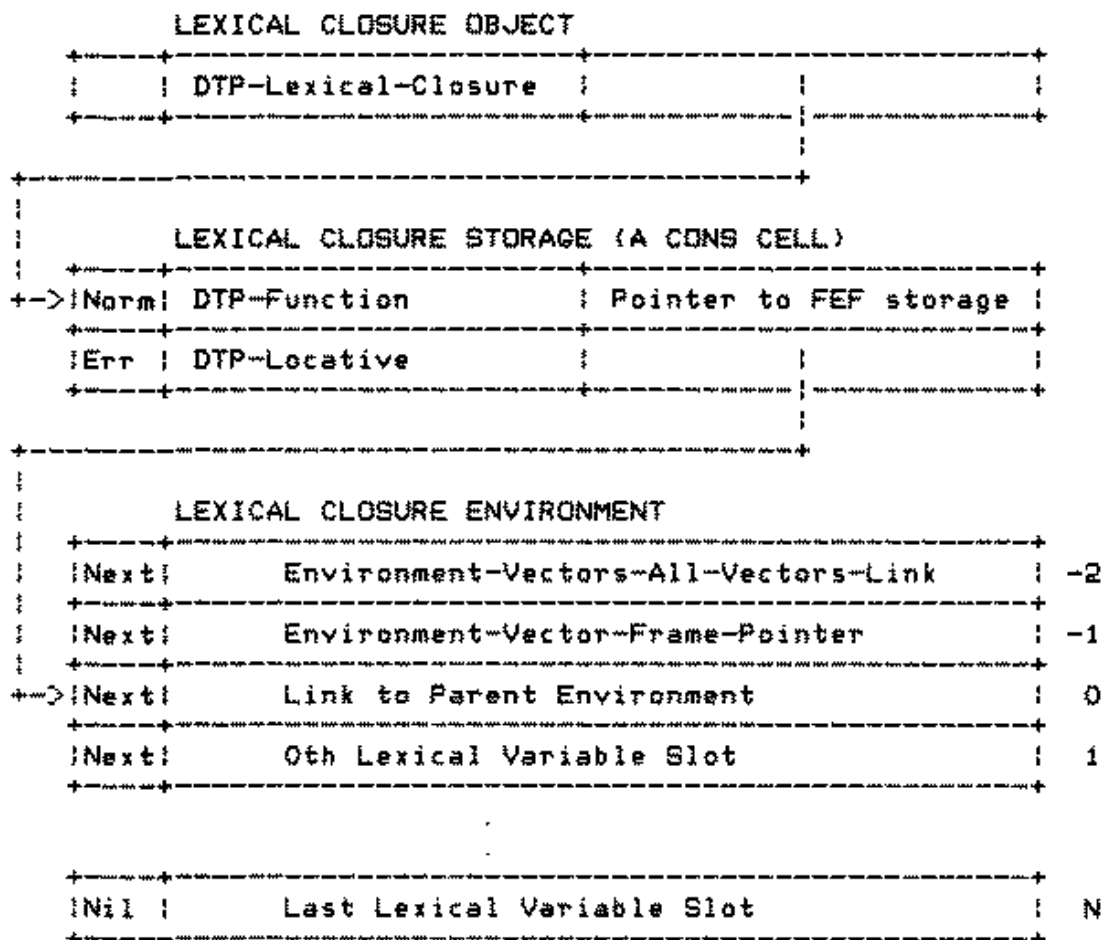 LEXICAL CLOSURE OBJECT
DTP-Lexical-Closure
LEXICAL CLOSURE STORAGE (A CONS CELL)
Norm DTP-Function Pointer to FEF storage
Err DTP-Locative
LEXICAL CLOSURE ENVIRONMENT
Next Environment-Vectors-All-Vectors-Link -2
Next Environment-Vector-Frame-Pointer -1
Next Link to Parent Environment 0
Next 0th Lexical Variable Slot 1
Nil Last Lexical Variable Slot N